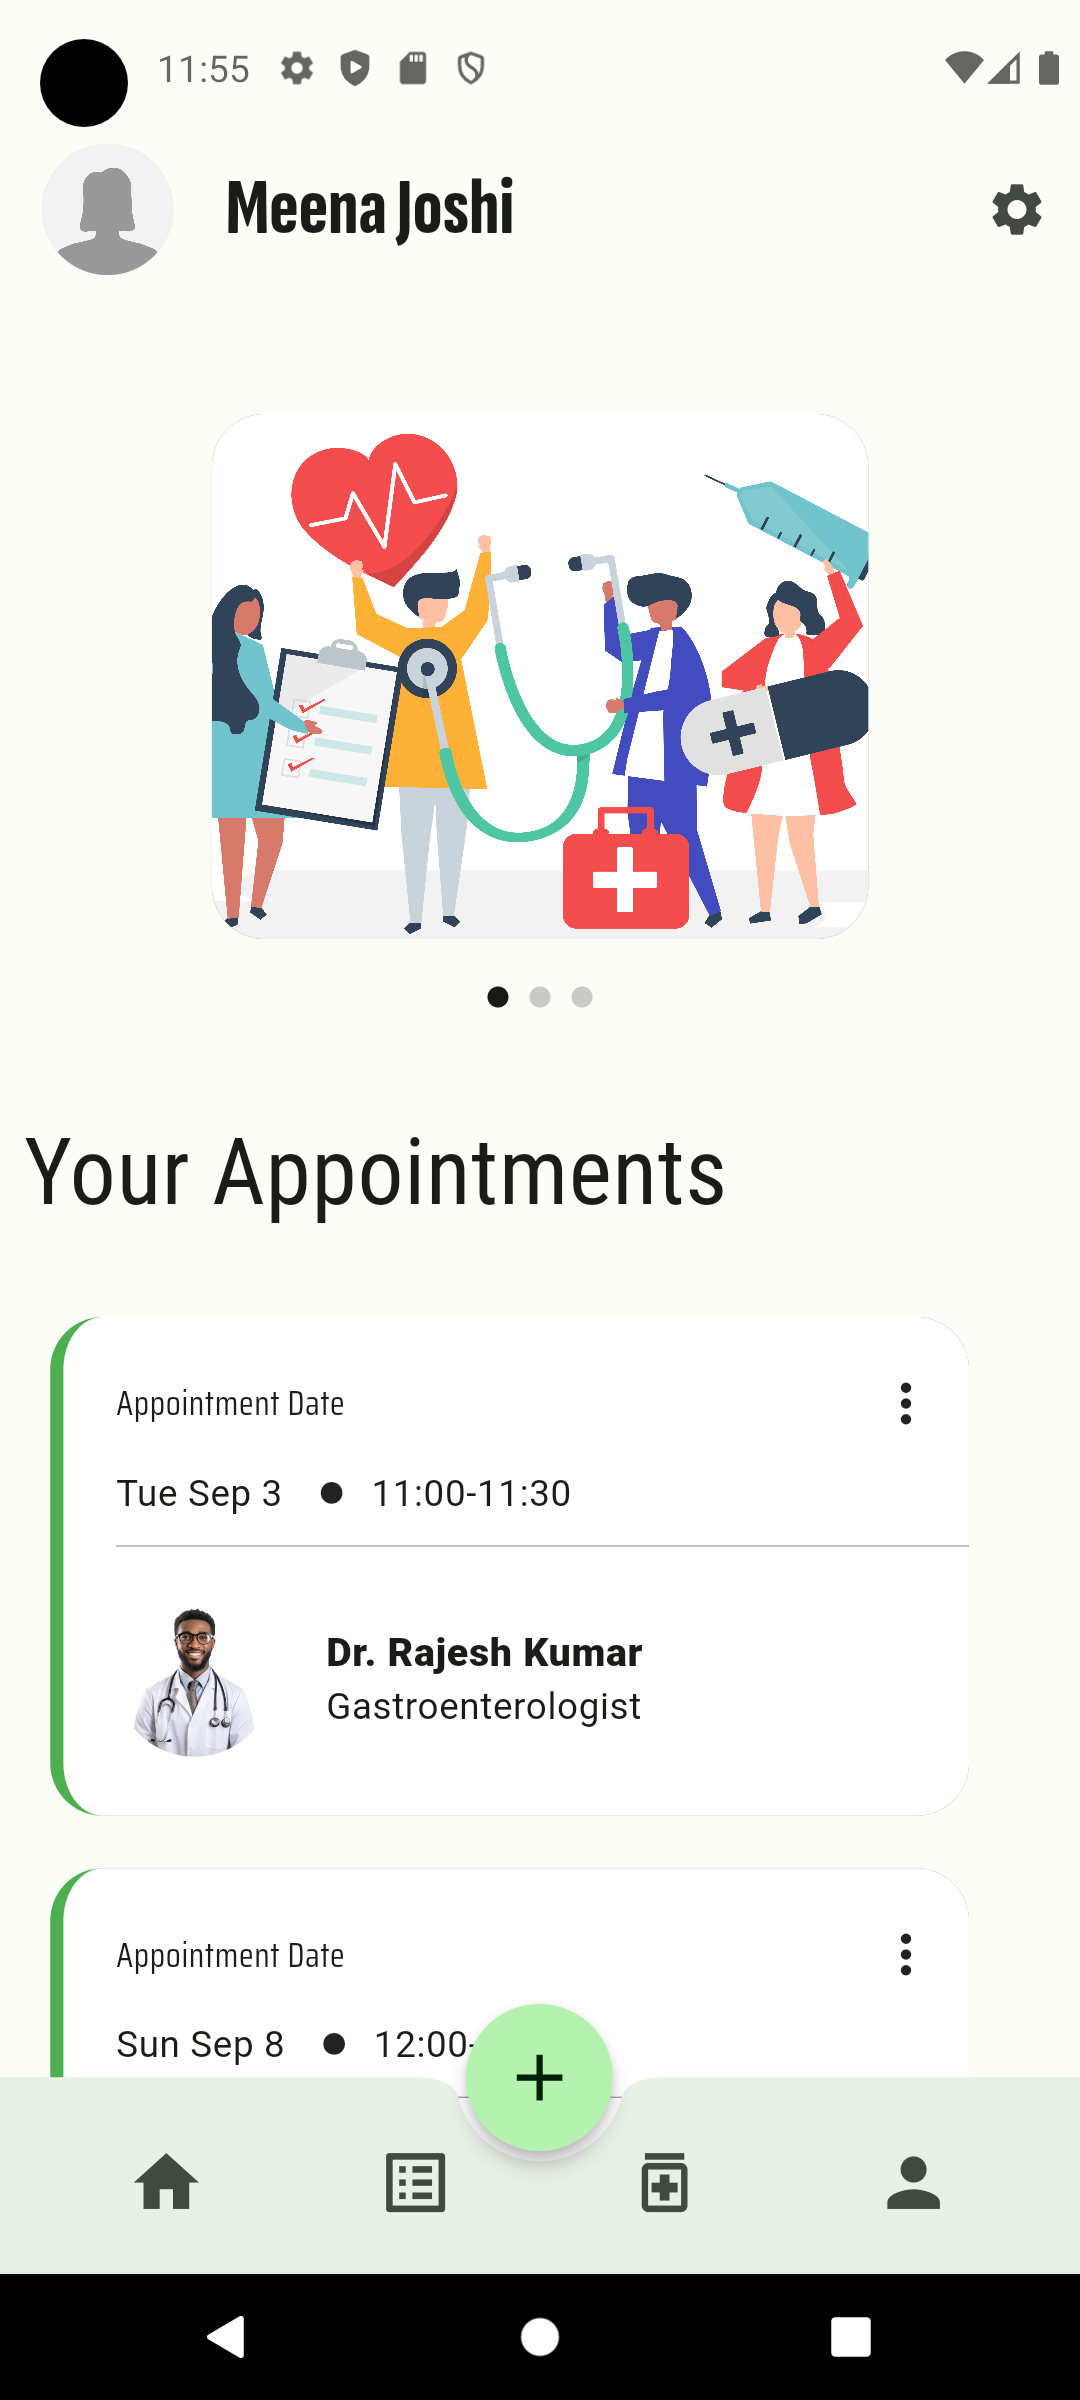 11:55
Meena Joshi
Your Appointments
Appointment Date
Tue Sep 3 ● 11:00-11:30
Dr. Rajesh Kumar
Gastroenterologist
Appointment Date
Sun Sep 8 ● 12:00-